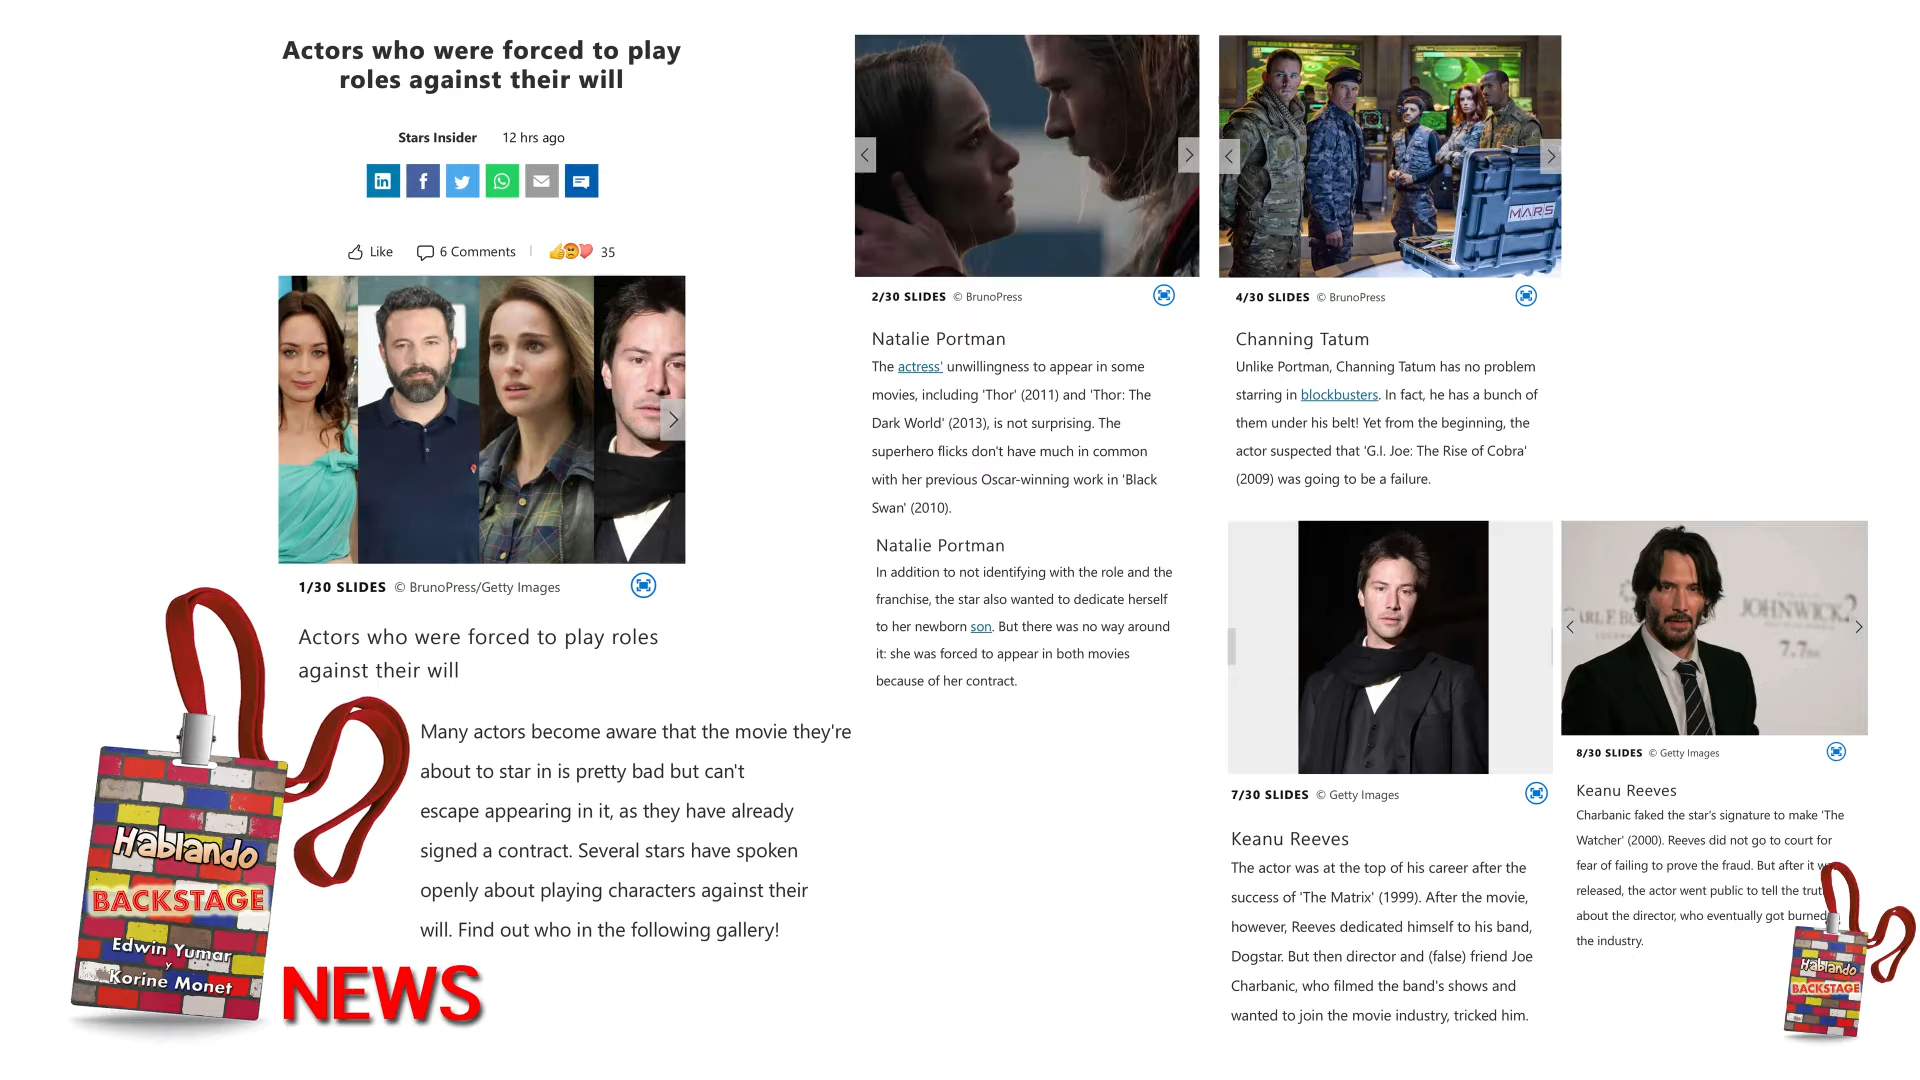 Actors who were forced to play
roles against their will
Stars Insider 12 hrs ago
Like 6 Comments 35
1/30 SLIDES © BrunoPress/Getty Images
Actors who were forced to play roles
against their will
Many actors become aware that the movie they're
about to star in is pretty bad but can't
escape appearing in it, as they have already
signed a contract. Several stars have spoken
openly about playing characters against their
will. Find out who in the following gallery!
Hablando
BACKSTAGE
Edwin Yumar
y
Korine Monet
NEWS
2/30 SLIDES © BrunoPress
Natalie Portman
The actress' unwillingness to appear in some
movies, including 'Thor' (2011) and 'Thor: The
Dark World' (2013), is not surprising. The
superhero flicks don't have much in common
with her previous Oscar-winning work in 'Black
Swan' (2010).
Natalie Portman
In addition to not identifying with the role and the
franchise, the star also wanted to dedicate herself
to her newborn son. But there was no way around
it: she was forced to appear in both movies
because of her contract.
MARS
4/30 SLIDES © BrunoPress
Channing Tatum
Unlike Portman, Channing Tatum has no problem
starring in blockbusters. In fact, he has a bunch of
them under his belt! Yet from the beginning, the
actor suspected that 'G.I. Joe: The Rise of Cobra'
(2009) was going to be a failure.
7/30 SLIDES © Getty Images
Keanu Reeves
The actor was at the top of his career after the
success of 'The Matrix' (1999). After the movie,
however, Reeves dedicated himself to his band,
Dogstar. But then director and (false) friend Joe
Charbanic, who filmed the band's shows and
wanted to join the movie industry, tricked him.
JOHN WICK 2
7.7
8/30 SLIDES © Getty Images
Keanu Reeves
Charbanic faked the star's signature to make 'The
Watcher' (2000). Reeves did not go to court for
fear of failing to prove the fraud. But after it
released, the actor went public to tell the
about the director, who eventually got burned
the industry.
Hablando
BACKSTAGE